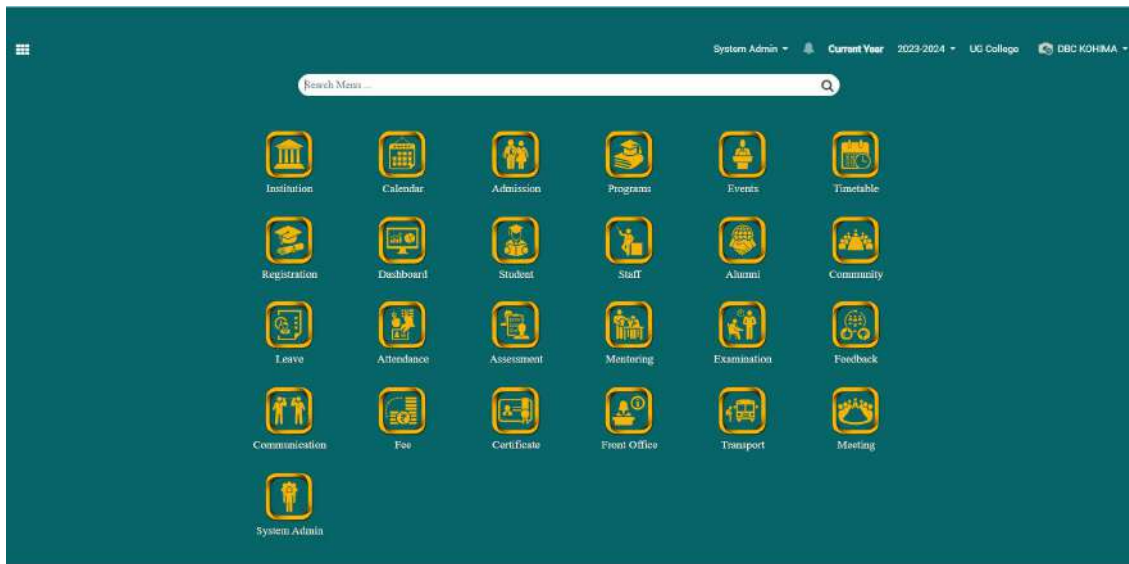 System Admin Current Year 2023-2024 UG College DBC KOHIMA
Search Menu ...
Institution Calendar Admission Programs Events Timetable
Registration Dashboard Student Staff Alumni Community
Leave Attendance Assessment Mentoring Examination Feedback
Communication Fee Certificate Front Office Transport Meeting
System Admin